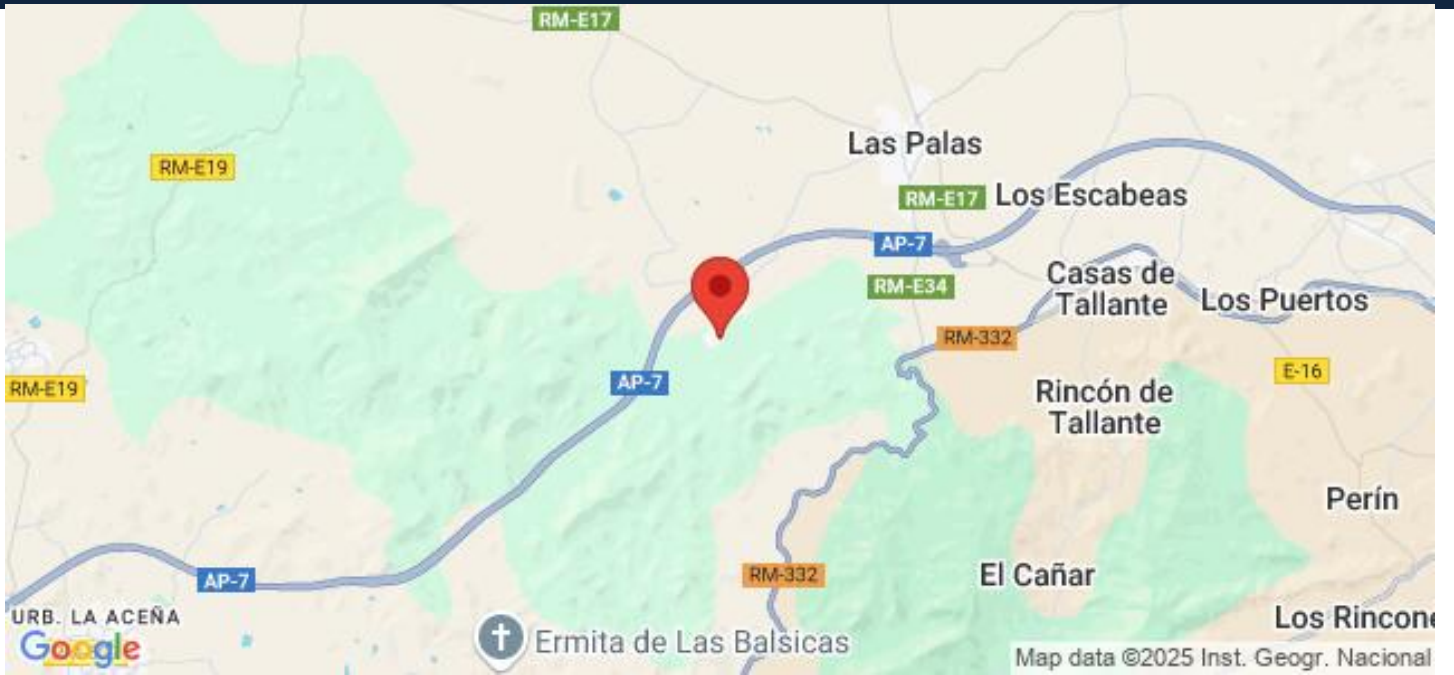 RM-E17
Las Palas
RM-E19
RM-E17
Los Escabeas
AP-7
Casas de
Tallante
RM-E34
Los Puertos
RM-332
E-16
AP-7
RM-E19
Rincón de
Tallante
Perín
AP-7
RM-332
El Cañar
URB. LA ACEÑA
Los Rincone
Ermita de Las Balsicas
Google
Map data ©2025 Inst. Geogr. Nacional